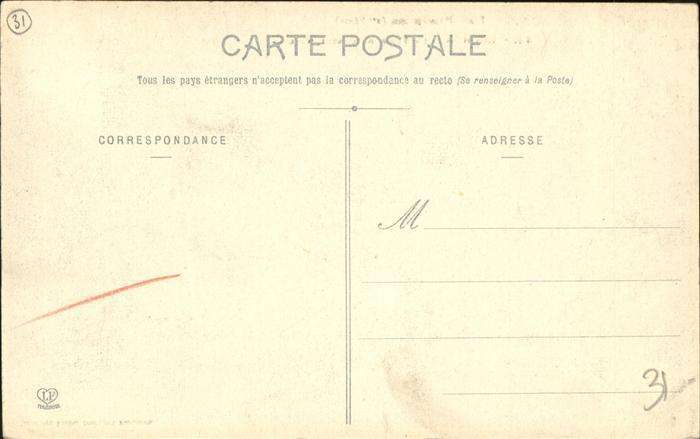 31
CARTE POSTALE
Tous les pays étrangers n'acceptent pas la correspondance au recto (Se renseigner à la Poste)
CORRESPONDANCE
ADRESSE
M
31